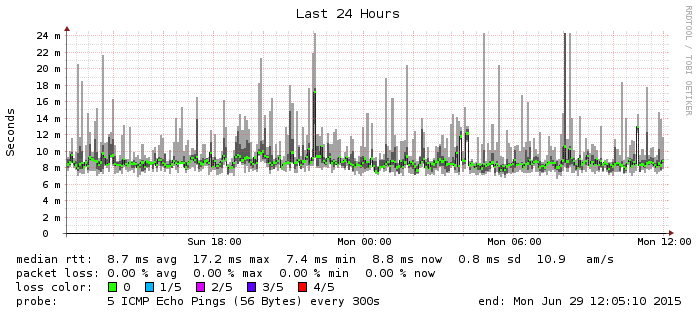 Last 24 Hours
RRDTOOL / TOBI OETIKER
Seconds
24 m
22 m
20 m
18 m
16 m
14 m
12 m
10 m
8 m
6 m
4 m
2 m
0
Sun 18:00 Mon 00:00 Mon 06:00 Mon 12:00
median rtt: 8.7 ms avg 17.2 ms max 7.4 ms min 8.8 ms now 0.8 ms sd 10.9 am/s
packet loss: 0.00 % avg 0.00 % max 0.00 % min 0.00 % now
loss color: 0 1/5 2/5 3/5 4/5
probe: 5 ICMP Echo Pings (56 Bytes) every 300s end: Mon Jun 29 12:05:10 2015